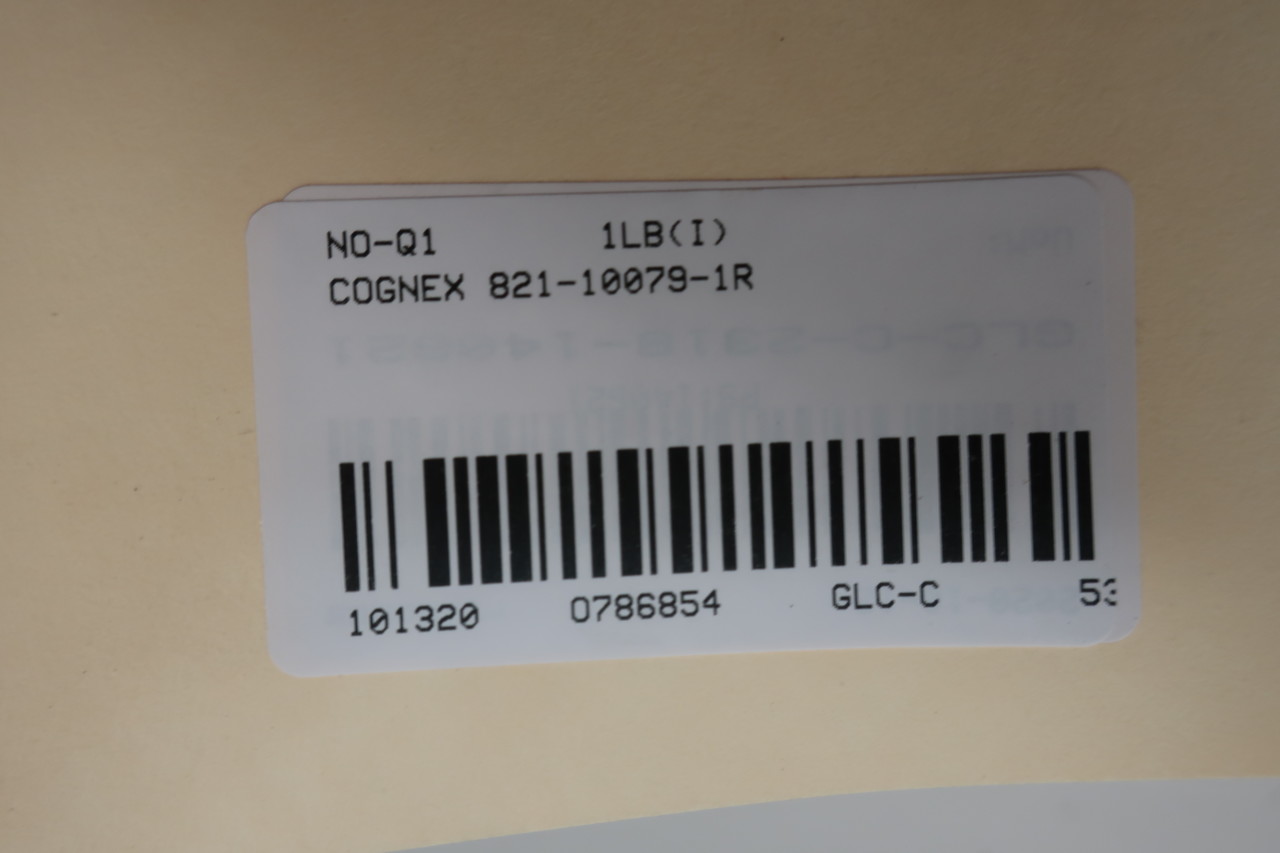 NO-Q1 1LB(I)
COGNEX 821-10079-1R
101320 0786854 GLC-C 53